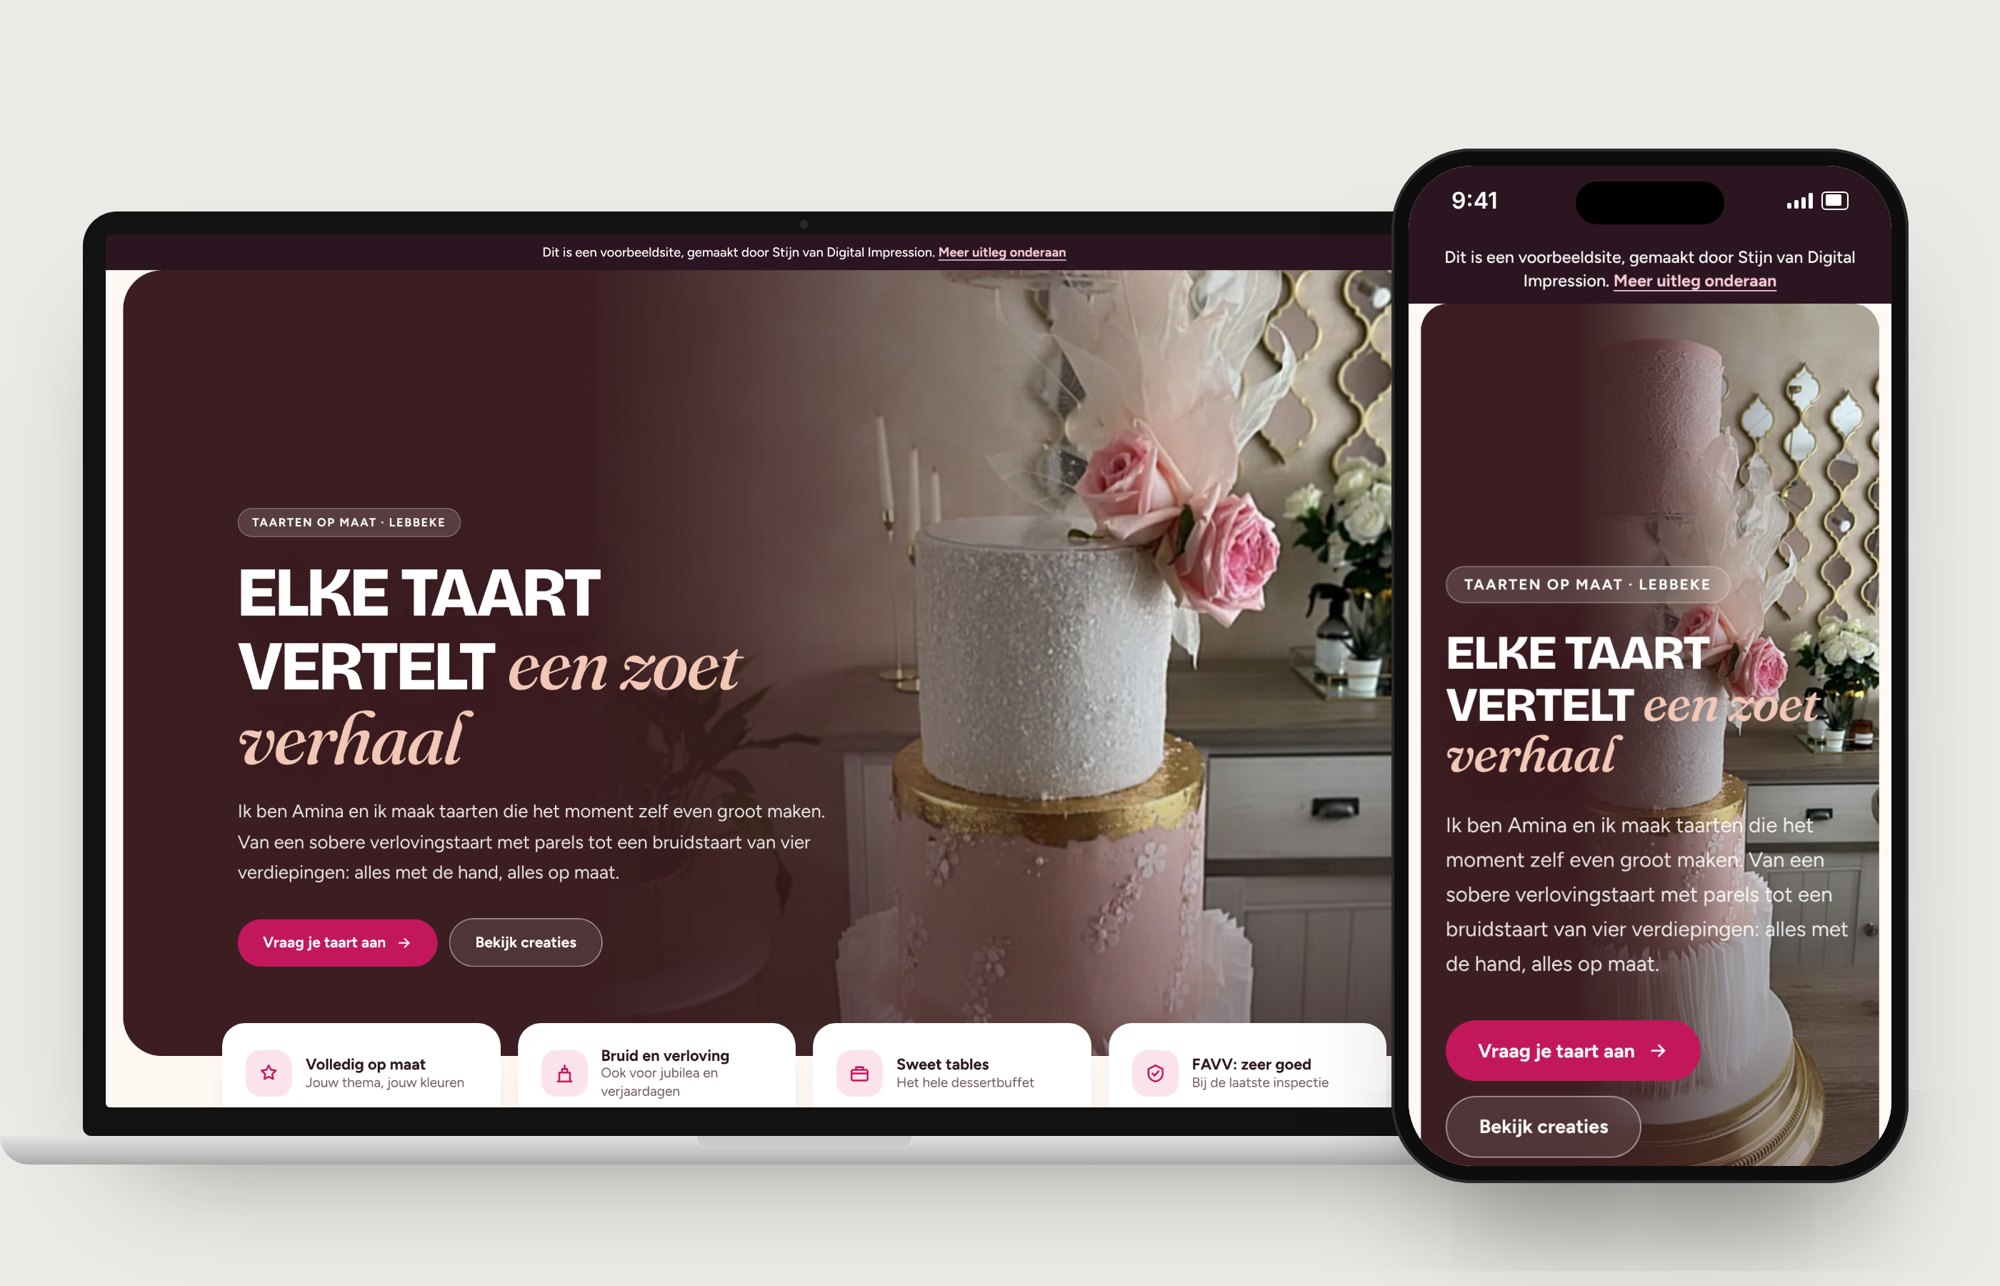 Dit is een voorbeeldsite, gemaakt door Stijn van Digital Impression. Meer uitleg onderaan
TAARTEN OP MAAT · LEBBEKE
ELKE TAART
VERTELT een zoet
verhaal
Ik ben Amina en ik maak taarten die het moment zelf even groot maken.
Van een sobere verlovingstaart met parels tot een bruidstaart van vier
verdiepingen: alles met de hand, alles op maat.
Vraag je taart aan →
Bekijk creaties
Volledig op maat
Jouw thema, jouw kleuren
Bruid en verloving
Ook voor jubilea en
verjaardagen
Sweet tables
Het hele dessertbuffet
FAVV: zeer goed
Bij de laatste inspectie
9:41
Dit is een voorbeeldsite, gemaakt door Stijn van Digital
Impression. Meer uitleg onderaan
TAARTEN OP MAAT · LEBBEKE
ELKE TAART
VERTELT een zoet
verhaal
Ik ben Amina en ik maak taarten die het
moment zelf even groot maken. Van een
sobere verlovingstaart met parels tot een
bruidstaart van vier verdiepingen: alles met
de hand, alles op maat.
Vraag je taart aan →
Bekijk creaties